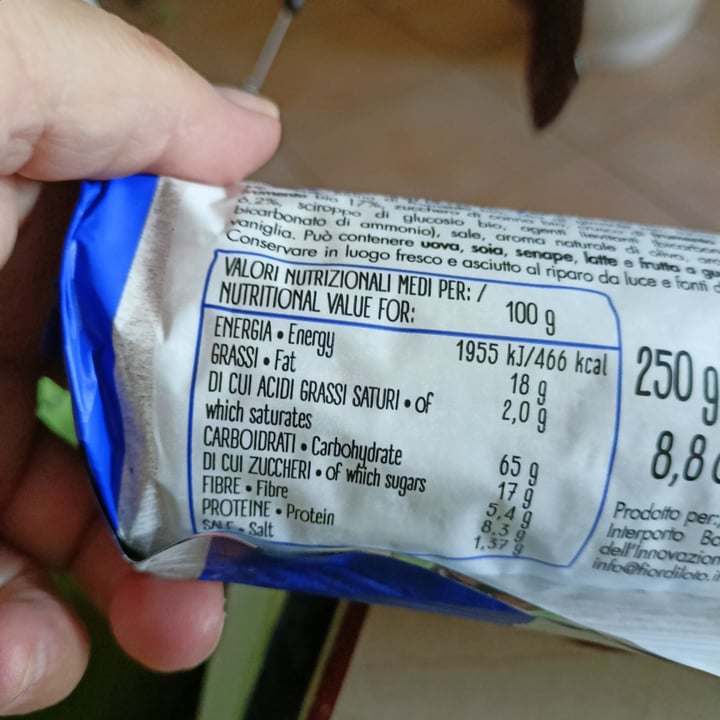 frumento bio 17%, zucchero di canna
6,2%, sciroppo di glucosio bio, agenti lievitanti
bicarbonato di ammonio), sale, aroma naturale di
vaniglia. Può contenere uova, soia, senape, latte e frutta a gu
Conservare in luogo fresco e asciutto al riparo da luce e fonti d
VALORI NUTRIZIONALI MEDI PER: /
NUTRITIONAL VALUE FOR: 100 g
ENERGIA • Energy 1955 kJ/466 kcal
GRASSI • Fat 18 g
DI CUI ACIDI GRASSI SATURI • of
which saturates 2,0 g
CARBOIDRATI • Carbohydrate 65 g
DI CUI ZUCCHERI • of which sugars 17 g
FIBRE • Fibre 5,4 g
PROTEINE • Protein 8,3 g
SALE • Salt 1,37 g
250 g
8,8
Prodotto per:
Interporto Bo
dell'Innovazion
info@fiordiloto.i